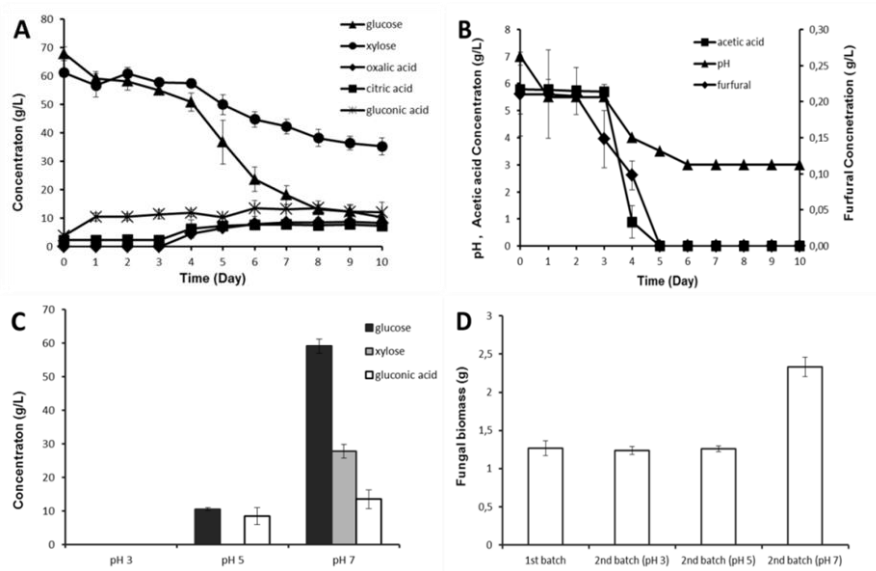 A
Concentraton (g/L)
80
70
60
50
40
30
20
10
0
0 1 2 3 4 5 6 7 8 9 10
Time (Day)
glucose
xylose
oxalic acid
citric acid
gluconic acid
B
pH , Acetic acid Concentraton (g/L)
8
7
6
5
4
3
2
1
0
0 1 2 3 4 5 6 7 8 9 10
Time (Day)
acetic acid
pH
furfural
0,30
0,25
0,20
0,15
0,10
0,05
0,00
Furfural Concnetration (g/L)
C
Concentraton (g/L)
70
60
50
40
30
20
10
0
pH 3 pH 5 pH 7
glucose
xylose
gluconic acid
D
Fungal biomass (g)
3
2,5
2
1,5
1
0,5
0
1st batch 2nd batch (pH 3) 2nd batch (pH 5) 2nd batch (pH 7)